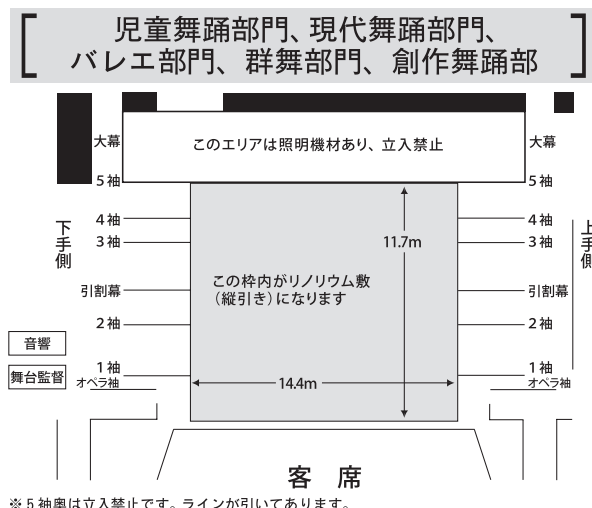 児童舞踊部門、現代舞踊部門、
バレエ部門、群舞部門、創作舞踊部
大幕
このエリアは照明機材あり、立入禁止
大幕
5袖
5袖
下手側
上手側
4袖
4袖
3袖
11.7m
3袖
この枠内がリノリウム敷
(縦引き)になります
引割幕
引割幕
2袖
2袖
音響
1袖
1袖
舞台監督
オペラ袖
14.4m
オペラ袖
客 席
※5袖奥は立入禁止です。ラインが引いてあります。